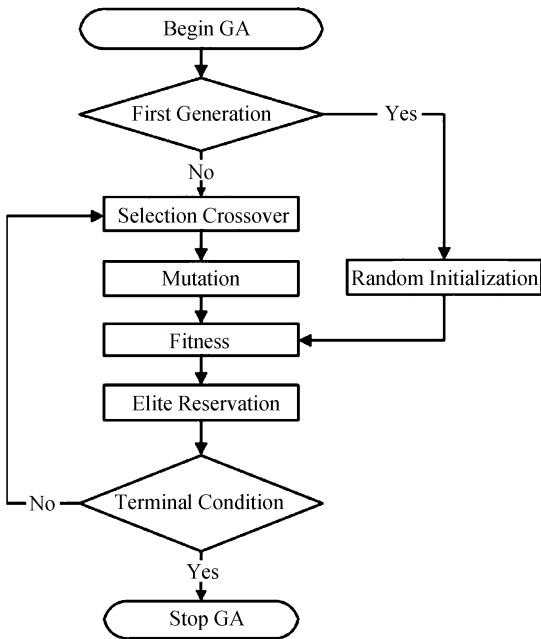 Begin GA
First Generation
Yes
No
Selection Crossover
Mutation
Random Initialization
Fitness
Elite Reservation
Terminal Condition
No
Yes
Stop GA